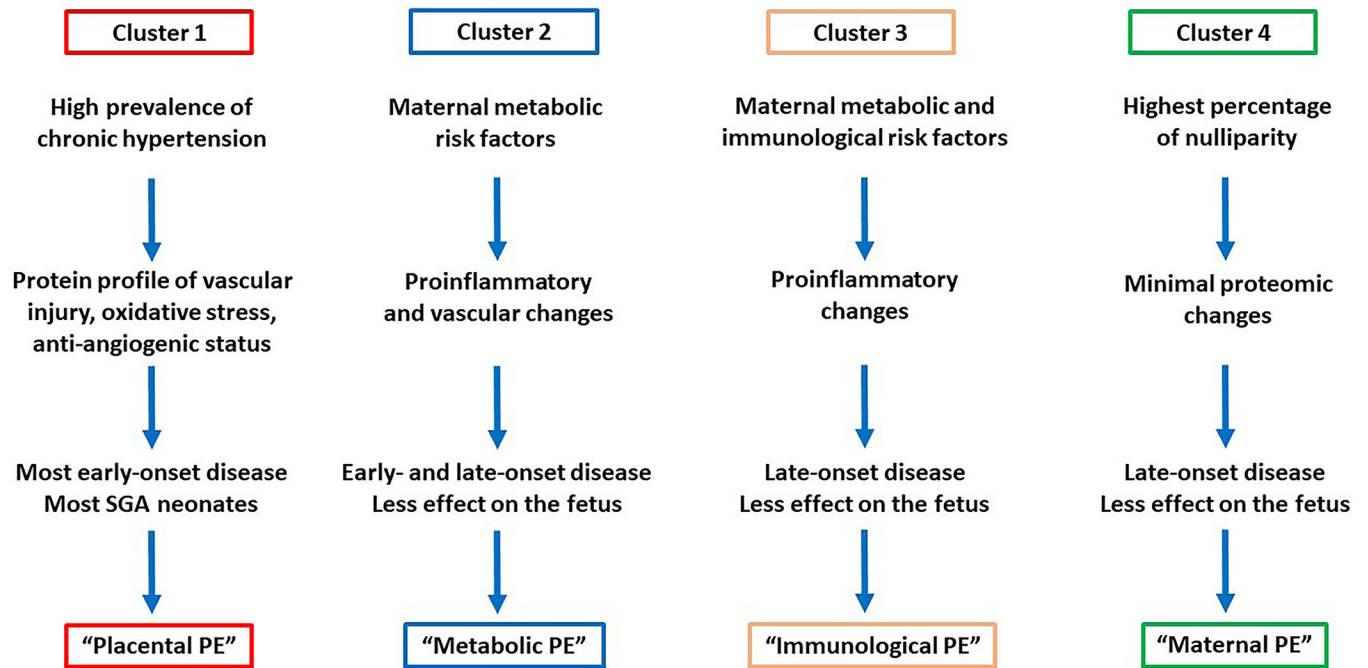 Cluster 1
High prevalence of
chronic hypertension
Protein profile of vascular
injury, oxidative stress,
anti-angiogenic status
Most early-onset disease
Most SGA neonates
“Placental PE”
Cluster 2
Maternal metabolic
risk factors
Proinflammatory
and vascular changes
Early- and late-onset disease
Less effect on the fetus
“Metabolic PE”
Cluster 3
Maternal metabolic and
immunological risk factors
Proinflammatory
changes
Late-onset disease
Less effect on the fetus
“Immunological PE”
Cluster 4
Highest percentage
of nulliparity
Minimal proteomic
changes
Late-onset disease
Less effect on the fetus
“Maternal PE”